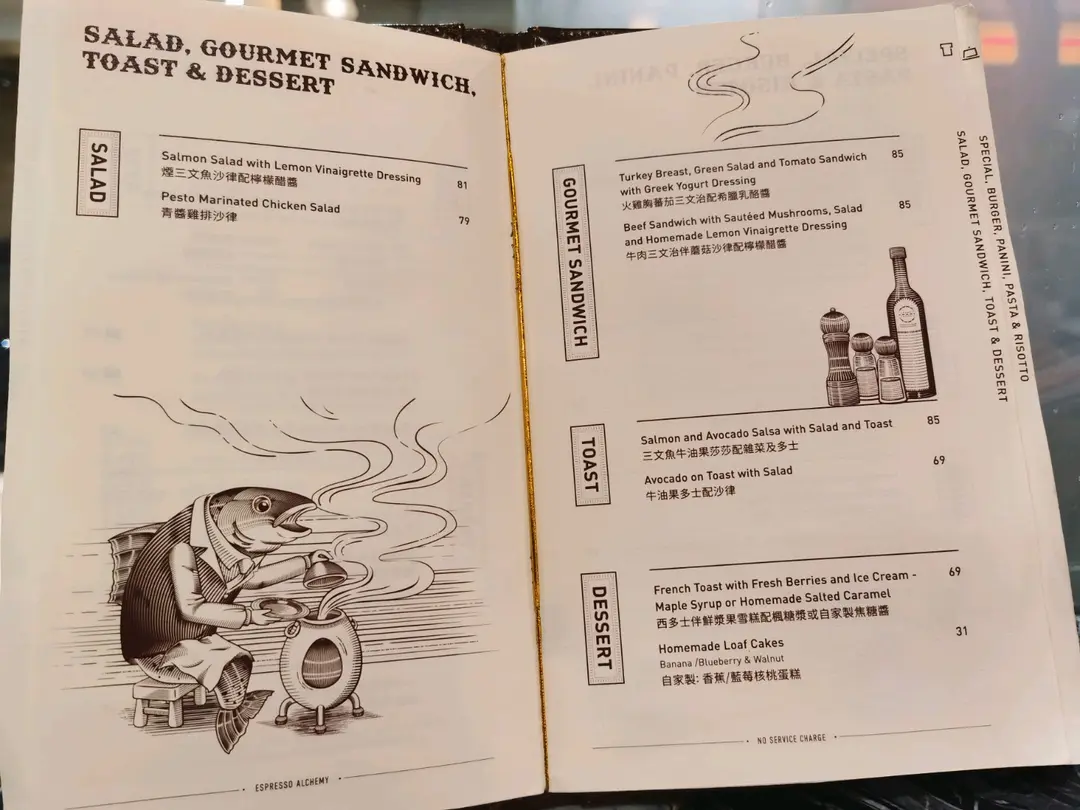 SALAD, GOURMET SANDWICH,
TOAST & DESSERT
SALAD
Salmon Salad with Lemon Vinaigrette Dressing 81
煙三文魚沙律配檸檬醋醬
Pesto Marinated Chicken Salad 79
青醬雞排沙律
ESPRESSO ALCHEMY
GOURMET SANDWICH
Turkey Breast, Green Salad and Tomato Sandwich 85
with Greek Yogurt Dressing
火雞胸蕃茄三文治配希臘乳酪醬
Beef Sandwich with Sautéed Mushrooms, Salad 85
and Homemade Lemon Vinaigrette Dressing
牛肉三文治伴蘑菇沙律配檸檬醋醬
TOAST
Salmon and Avocado Salsa with Salad and Toast 85
三文魚牛油果莎莎配雜菜及多士
Avocado on Toast with Salad 69
牛油果多士配沙律
DESSERT
French Toast with Fresh Berries and Ice Cream - 69
Maple Syrup or Homemade Salted Caramel
西多士伴鮮漿果雪糕配楓糖漿或自家製焦糖醬
Homemade Loaf Cakes 31
Banana /Blueberry & Walnut
自家製: 香蕉/藍莓核桃蛋糕
NO SERVICE CHARGE
SPECIAL, BURGER, PANINI, PASTA & RISOTTO
SALAD, GOURMET SANDWICH, TOAST & DESSERT